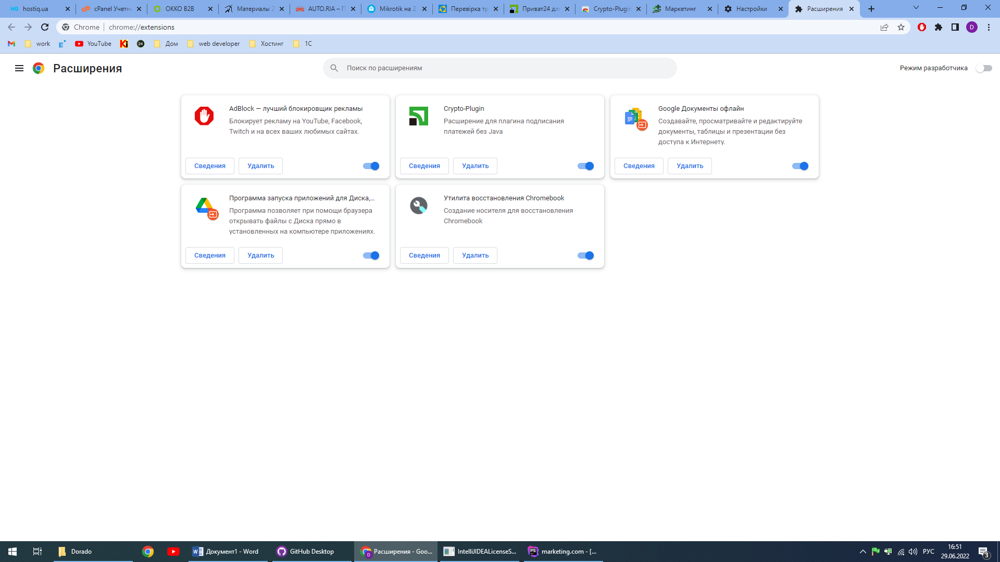 hostiq.ua
cPanel Учетн
ОККО B2B
Материалы 2
AUTO.RIA – П
Mikrotik на 2
Перевірка тр
Приват24 дл
Crypto-Plugin
Маркетинг
Настройки
Расширения
Chrome
chrome://extensions
D
work
E
YouTube
Ki
24
Дом
web developer
Хостинг
1C
Расширения
Поиск по расширениям
Режим разработчика
AdBlock — лучший блокировщик рекламы
Блокирует рекламу на YouTube, Facebook,
Twitch и на всех ваших любимых сайтах.
Сведения
Удалить
Crypto-Plugin
Расширение для плагина подписания
платежей без Java
Сведения
Удалить
Google Документы офлайн
Создавайте, просматривайте и редактируйте
документы, таблицы и презентации без
доступа к Интернету.
Сведения
Удалить
Программа запуска приложений для Диска,...
Программа позволяет при помощи браузера
открывать файлы с Диска прямо в
установленных на компьютере приложениях.
Сведения
Удалить
Утилита восстановления Chromebook
Создание носителя для восстановления
Chromebook
Сведения
Удалить
Dorado
Документ1 - Word
GitHub Desktop
Расширения - Goo...
IntelliJIDEALicenseS...
marketing.com - [...
РУС
16:51
29.06.2022
3